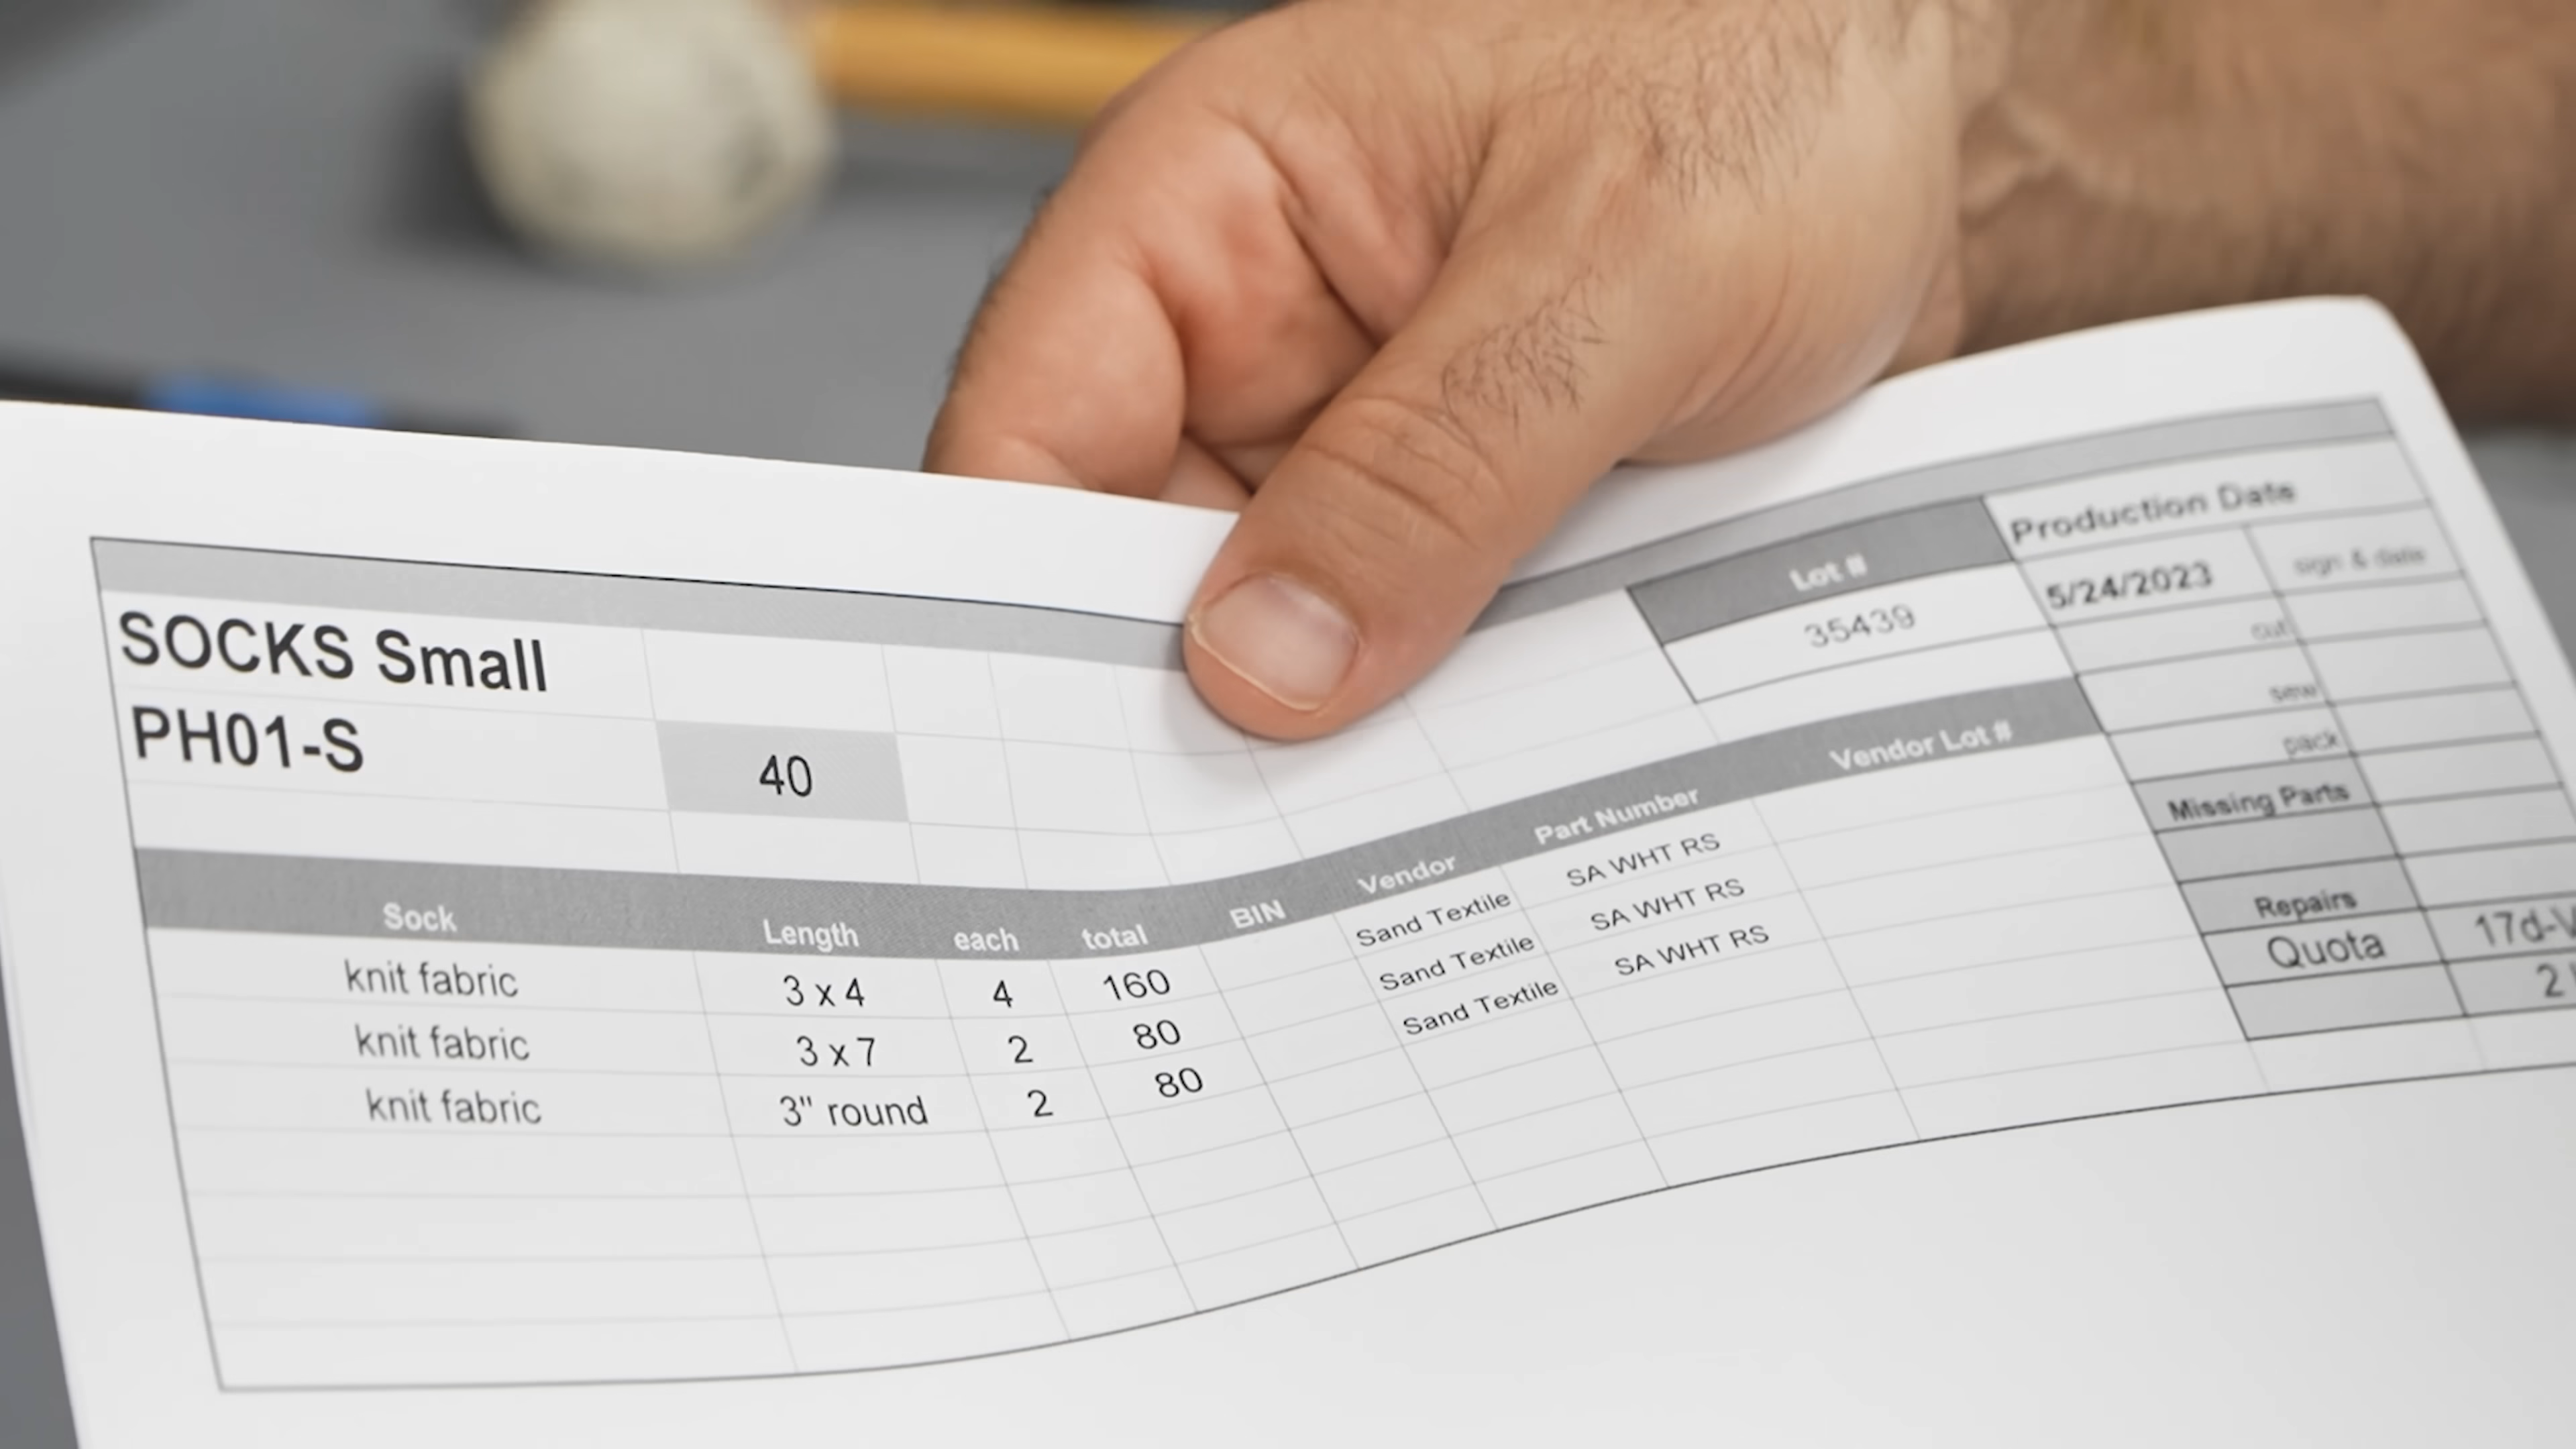 SOCKS Small
PH01-S
40
Lot #
35439
Production Date
5/24/2023
sign & date
cut
sew
pack
Missing Parts
Repairs
Quota
17d-
2
Sock Length each total BIN Vendor Part Number Vendor Lot #
knit fabric 3 x 4 4 160 Sand Textile SA WHT RS
knit fabric 3 x 7 2 80 Sand Textile SA WHT RS
knit fabric 3" round 2 80 Sand Textile SA WHT RS